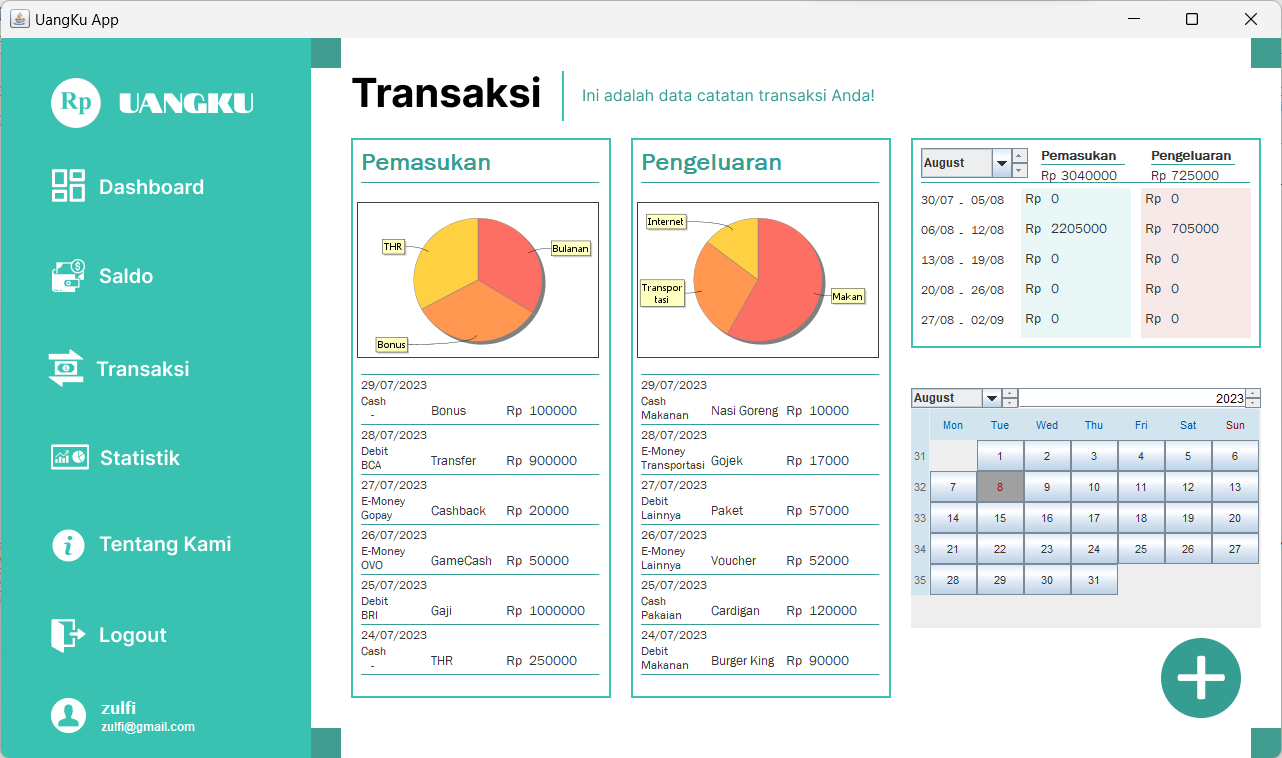 UangKu App
Rp UANGKU
Dashboard
Saldo
Transaksi
Statistik
Tentang Kami
Logout
zulfi
zulfi@gmail.com
Transaksi
Ini adalah data catatan transaksi Anda!
Pemasukan
THR
Bulanan
Bonus
29/07/2023
Cash
- Bonus Rp 100000
28/07/2023
Debit
BCA Transfer Rp 900000
27/07/2023
E-Money
Gopay Cashback Rp 20000
26/07/2023
E-Money
OVO GameCash Rp 50000
25/07/2023
Debit
BRI Gaji Rp 1000000
24/07/2023
Cash
- THR Rp 250000
Pengeluaran
Internet
Transpor
tasi
Makan
29/07/2023
Cash
Makanan Nasi Goreng Rp 10000
28/07/2023
E-Money
Transportasi Gojek Rp 17000
27/07/2023
Debit
Lainnya Paket Rp 57000
26/07/2023
E-Money
Lainnya Voucher Rp 52000
25/07/2023
Cash
Pakaian Cardigan Rp 120000
24/07/2023
Debit
Makanan Burger King Rp 90000
August Pemasukan Pengeluaran
Rp 3040000 Rp 725000
30/07 - 05/08 Rp 0 Rp 0
06/08 - 12/08 Rp 2205000 Rp 705000
13/08 - 19/08 Rp 0 Rp 0
20/08 - 26/08 Rp 0 Rp 0
27/08 - 02/09 Rp 0 Rp 0
August 2023
Mon Tue Wed Thu Fri Sat Sun
31 1 2 3 4 5 6
32 7 8 9 10 11 12 13
33 14 15 16 17 18 19 20
34 21 22 23 24 25 26 27
35 28 29 30 31